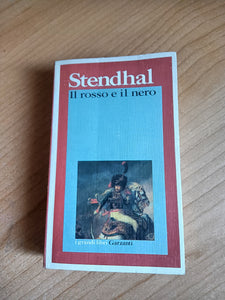 Stendhal
Il rosso e il nero
i grandi libri Garzanti